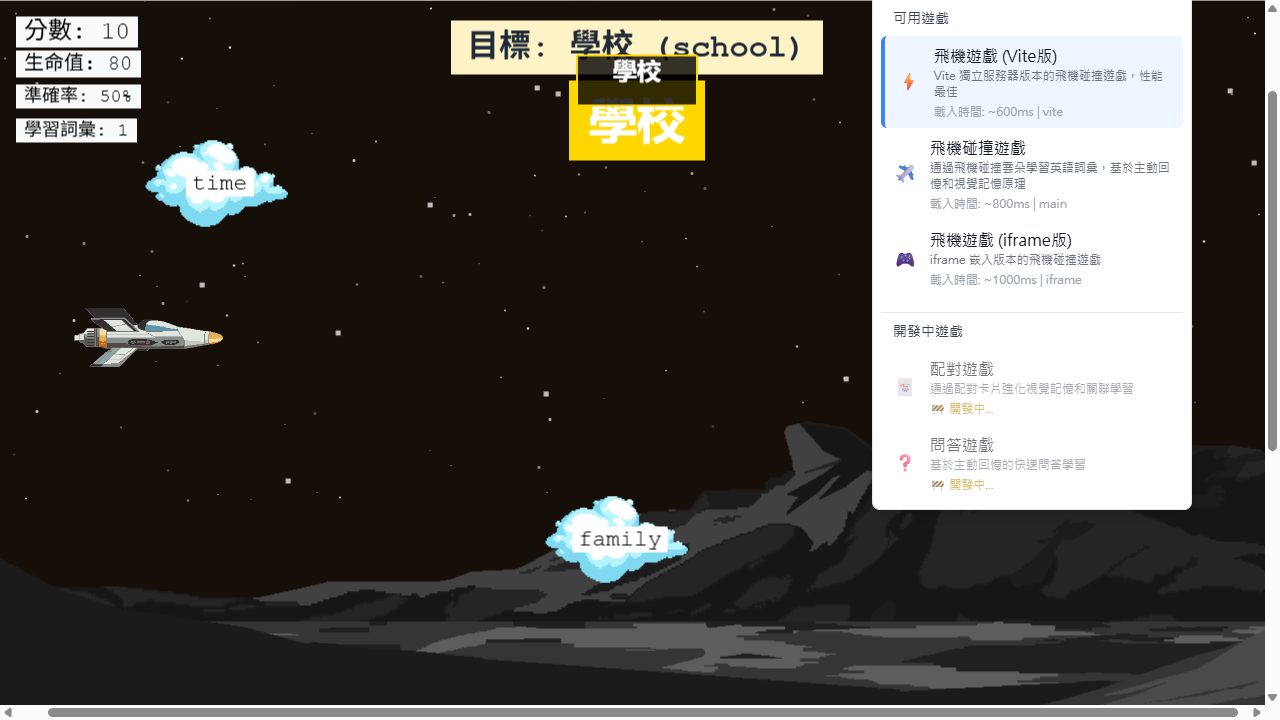 分數: 10
生命值: 80
準確率: 50%
學習詞彙: 1
目標: 學校 (school)
學校
學校
time
family
可用遊戲
飛機遊戲 (Vite版)
Vite 獨立服務器版本的飛機碰撞遊戲，性能
最佳
載入時間: ~600ms | vite
飛機碰撞遊戲
通過飛機碰撞雲朵學習英語詞彙，基於主動回
憶和視覺記憶原理
載入時間: ~800ms | main
飛機遊戲 (iframe版)
iframe 嵌入版本的飛機碰撞遊戲
載入時間: ~1000ms | iframe
開發中遊戲
配對遊戲
通過配對卡片強化視覺記憶和關聯學習
開發中...
問答遊戲
基於主動回憶的快速問答學習
開發中...